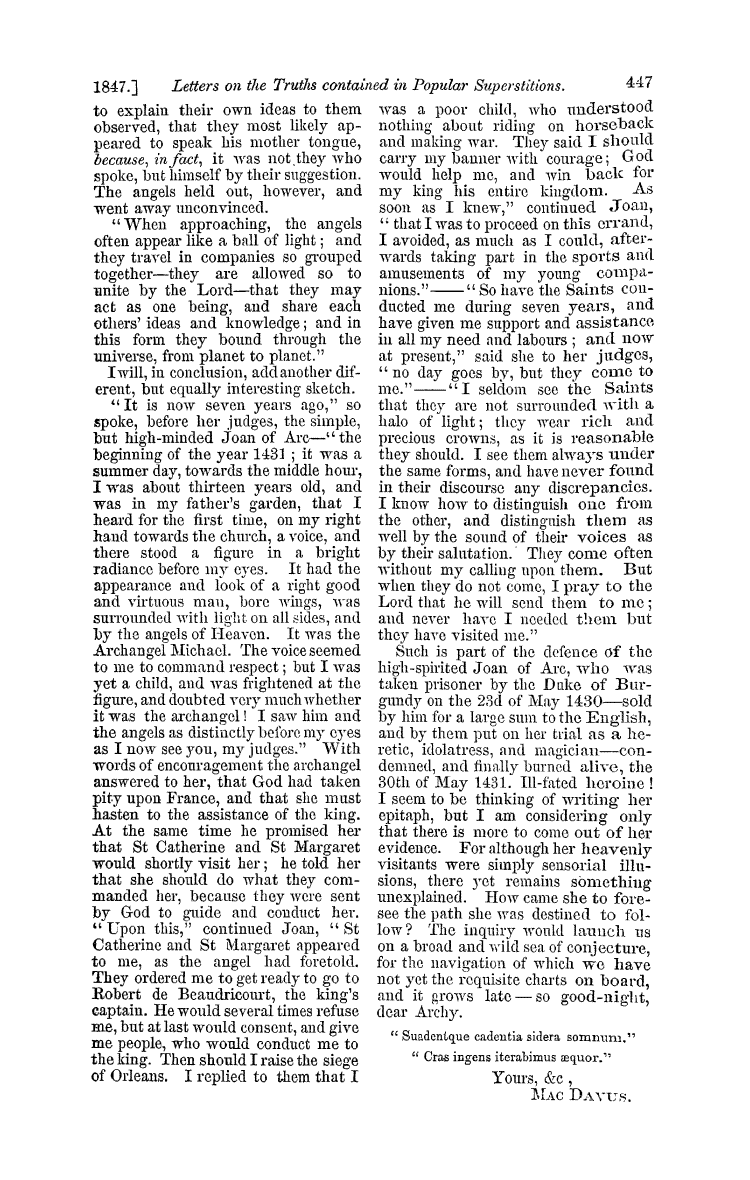 1847.] Letters on the Truths contained in Popular Superstitions. 447
to explain their own ideas to them
observed, that they most likely ap-
peared to speak his mother tongue,
because, in fact, it was not they who
spoke, but himself by their suggestion.
The angels held out, however, and
went away unconvinced.
"When approaching, the angels
often appear like a ball of light; and
they travel in companies so grouped
together—they are allowed so to
unite by the Lord—that they may
act as one being, and share each
others' ideas and knowledge; and in
this form they bound through the
universe, from planet to planet."
I will, in conclusion, add another dif-
erent, but equally interesting sketch.
"It is now seven years ago," so
spoke, before her judges, the simple,
but high-minded Joan of Arc—"the
beginning of the year 1431; it was a
summer day, towards the middle hour,
I was about thirteen years old, and
was in my father's garden, that I
heard for the first time, on my right
hand towards the church, a voice, and
there stood a figure in a bright
radiance before my eyes. It had the
appearance and look of a right good
and virtuous man, bore wings, was
surrounded with light on all sides, and
by the angels of Heaven. It was the
Archangel Michael. The voice seemed
to me to command respect; but I was
yet a child, and was frightened at the
figure, and doubted very much whether
it was the archangel! I saw him and
the angels as distinctly before my eyes
as I now see you, my judges." With
words of encouragement the archangel
answered to her, that God had taken
pity upon France, and that she must
hasten to the assistance of the king.
At the same time he promised her
that St Catherine and St Margaret
would shortly visit her; he told her
that she should do what they com-
manded her, because they were sent
by God to guide and conduct her.
"Upon this," continued Joan, "St
Catherine and St Margaret appeared
to me, as the angel had foretold.
They ordered me to get ready to go to
Robert de Beaudricourt, the king's
captain. He would several times refuse
me, but at last would consent, and give
me people, who would conduct me to
the king. Then should I raise the siege
of Orleans. I replied to them that I
was a poor child, who understood
nothing about riding on horseback
and making war. They said I should
carry my banner with courage; God
would help me, and win back for
my king his entire kingdom. As
soon as I knew," continued Joan,
"that I was to proceed on this errand,
I avoided, as much as I could, after-
wards taking part in the sports and
amusements of my young compa-
nions."——"So have the Saints con-
ducted me during seven years, and
have given me support and assistance
in all my need and labours; and now
at present," said she to her judges,
"no day goes by, but they come to
me."——"I seldom see the Saints
that they are not surrounded with a
halo of light; they wear rich and
precious crowns, as it is reasonable
they should. I see them always under
the same forms, and have never found
in their discourse any discrepancies.
I know how to distinguish one from
the other, and distinguish them as
well by the sound of their voices as
by their salutation. They come often
without my calling upon them. But
when they do not come, I pray to the
Lord that he will send them to me;
and never have I needed them but
they have visited me."
Such is part of the defence of the
high-spirited Joan of Arc, who was
taken prisoner by the Duke of Bur-
gundy on the 23d of May 1430—sold
by him for a large sum to the English,
and by them put on her trial as a he-
retic, idolatress, and magician—con-
demned, and finally burned alive, the
30th of May 1431. Ill-fated heroine!
I seem to be thinking of writing her
epitaph, but I am considering only
that there is more to come out of her
evidence. For although her heavenly
visitants were simply sensorial illu-
sions, there yet remains something
unexplained. How came she to fore-
see the path she was destined to fol-
low? The inquiry would launch us
on a broad and wild sea of conjecture,
for the navigation of which we have
not yet the requisite charts on board,
and it grows late — so good-night,
dear Archy.
"Suadentque cadentia sidera somnum."
"Cras ingens iterabimus æquor."
Yours, &c,
MAC DAVUS.